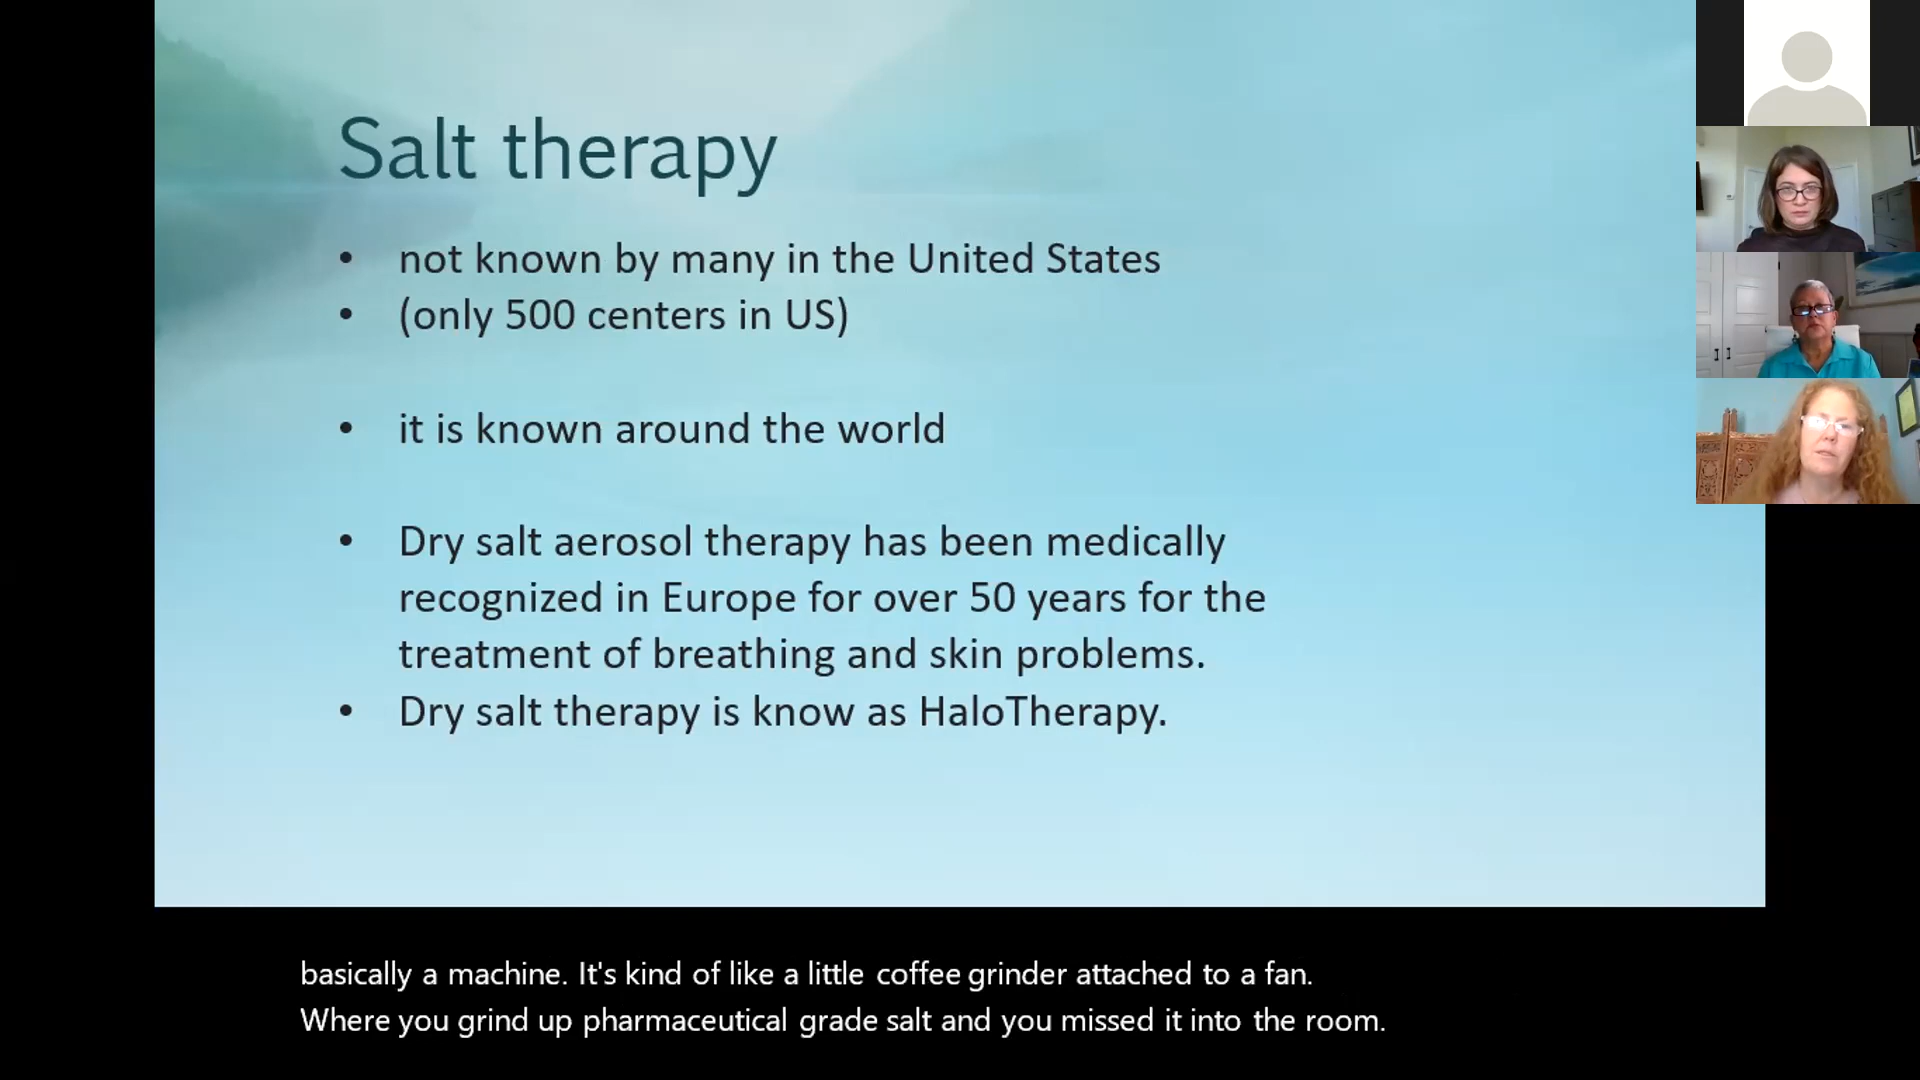 Salt therapy
• not known by many in the United States
• (only 500 centers in US)
• it is known around the world
• Dry salt aerosol therapy has been medically
recognized in Europe for over 50 years for the
treatment of breathing and skin problems.
• Dry salt therapy is know as HaloTherapy.
basically a machine. It's kind of like a little coffee grinder attached to a fan.
Where you grind up pharmaceutical grade salt and you missed it into the room.